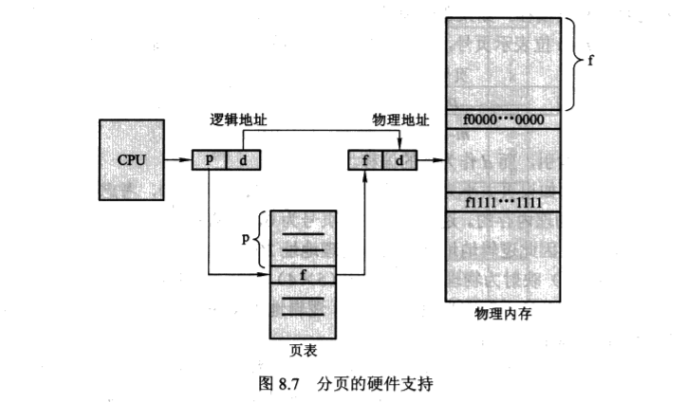 逻辑地址
物理地址
f
CPU
p d
f d
f0000…0000
f1111…1111
p
f
页表
物理内存
图 8.7 分页的硬件支持